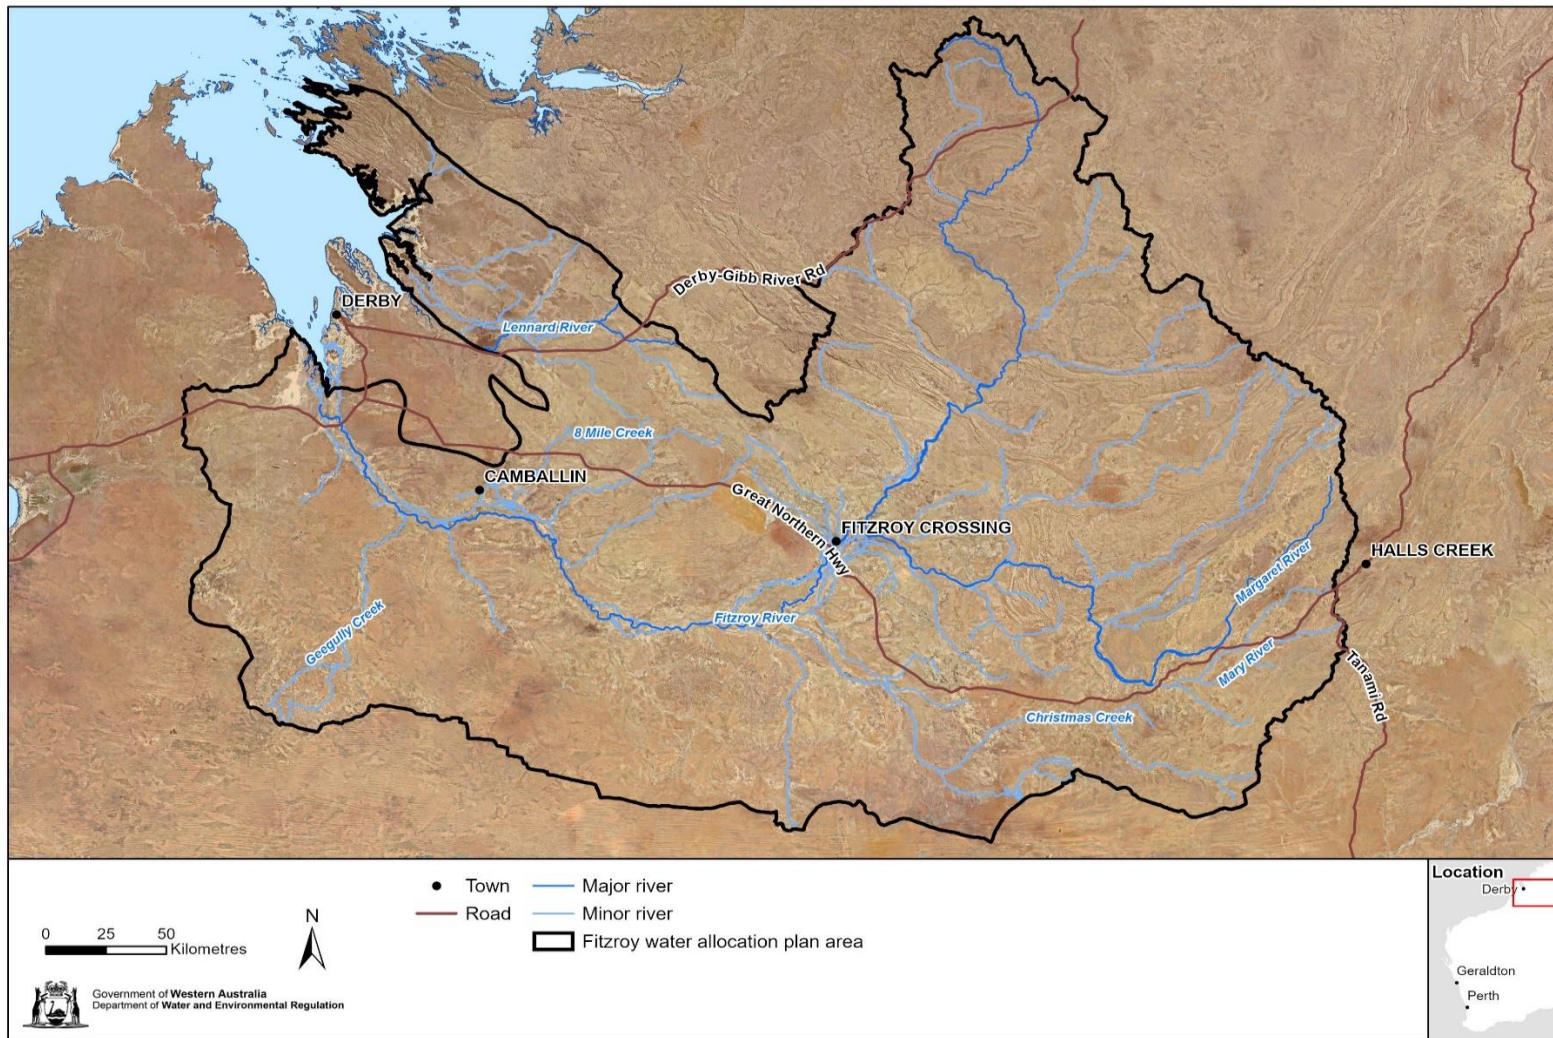 DERBY
Derby-Gibb River Rd
Lennard River
8 Mile Creek
CAMBALLIN
Great Northern Hwy
FITZROY CROSSING
HALLS CREEK
Margaret River
Geegully Creek
Fitzroy River
Mary River
Tanami Rd
Christmas Creek
Town
Road
Major river
Minor river
Fitzroy water allocation plan area
N
0 25 50
Kilometres
Government of Western Australia
Department of Water and Environmental Regulation
Location
Derby
Geraldton
Perth